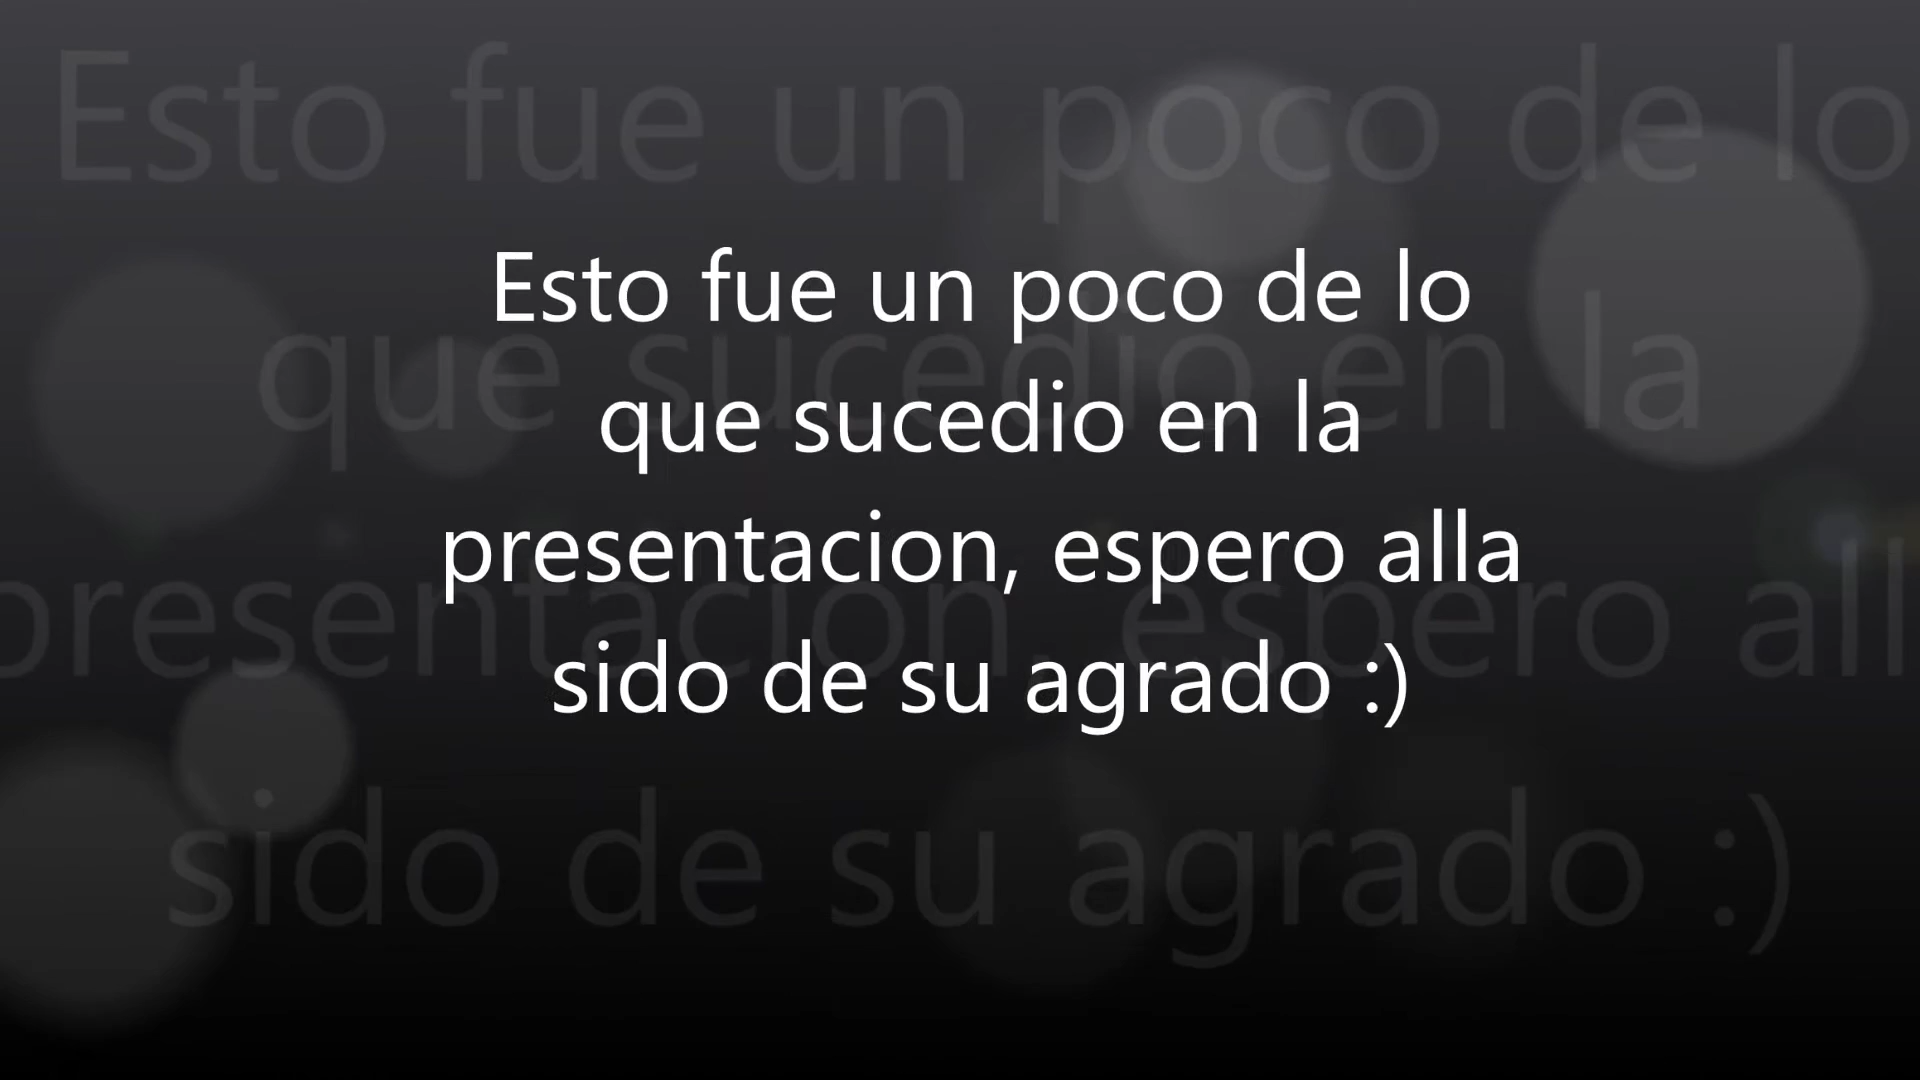 Esto fue un poco de lo
que sucedio en la
presentacion, espero alla
sido de su agrado :)